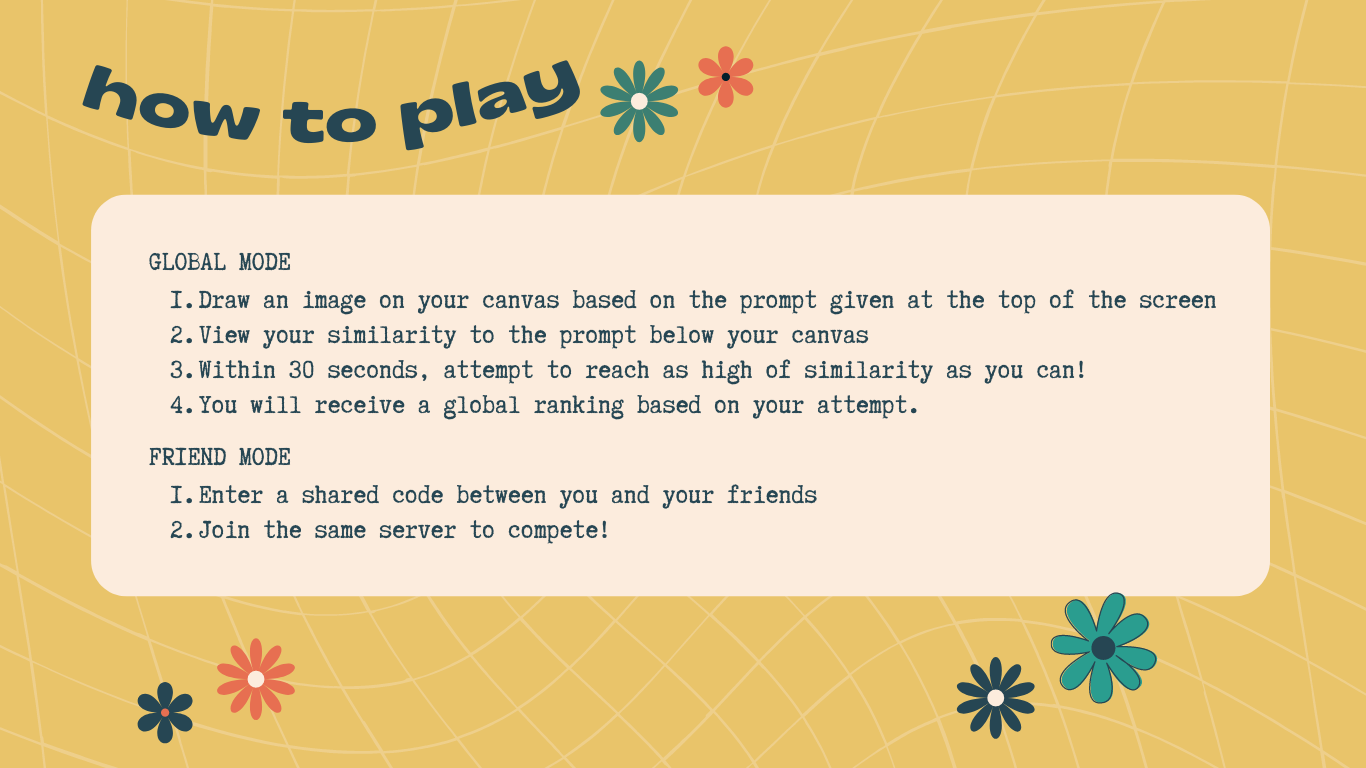 how to play
GLOBAL MODE
1. Draw an image on your canvas based on the prompt given at the top of the screen
2. View your similarity to the prompt below your canvas
3. Within 30 seconds, attempt to reach as high of similarity as you can!
4. You will receive a global ranking based on your attempt.
FRIEND MODE
1. Enter a shared code between you and your friends
2. Join the same server to compete!